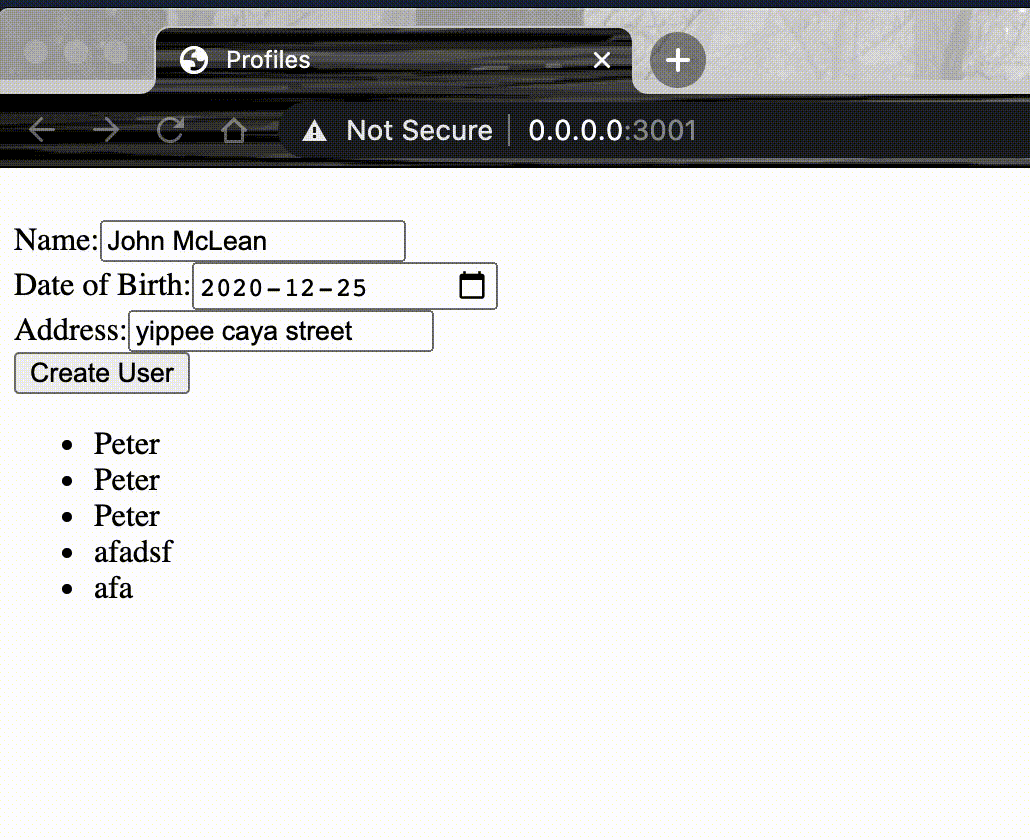 Profiles
Not Secure 0.0.0.0:3001
Name: John McLean
Date of Birth: 2020-12-25
Address: yippee caya street
Create User
Peter
Peter
Peter
afadsf
afa